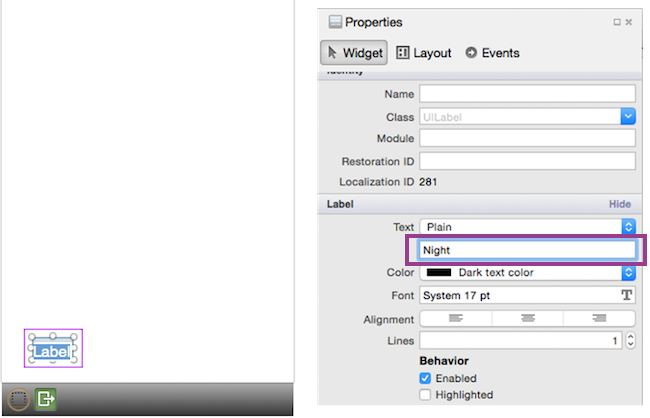 Properties
Widget Layout Events
Identity
Name
Class UILabel
Module
Restoration ID
Localization ID 281
Label Hide
Text Plain
Night
Color Dark text color
Font System 17 pt T
Alignment
Lines 1
Behavior
Enabled
Highlighted
Label